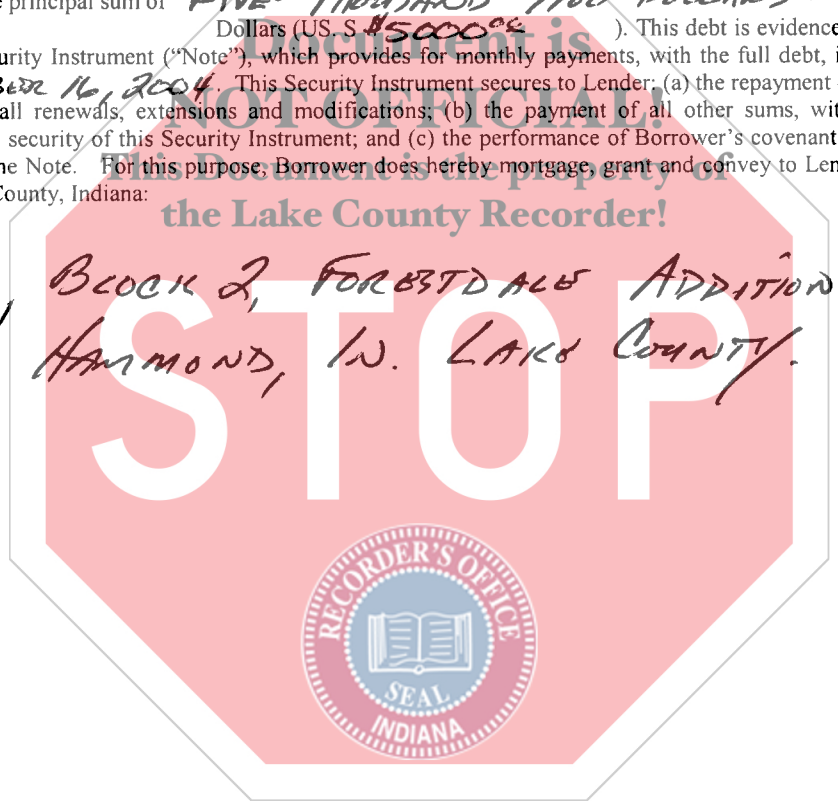 e principal sum of FIVE THOUSAND AND DOLLARS
Dollars (US. S $5000.00 ). This debt is evidence
urity Instrument ("Note"), which provides for monthly payments, with the full debt, i
BER 16, 2004. This Security Instrument secures to Lender; (a) the repayment
all renewals, extensions and modifications; (b) the payment of all other sums, wit
security of this Security Instrument; and (c) the performance of Borrower's covenant
ne Note. For this purpose, Borrower does hereby mortgage, grant and convey to Len
County, Indiana:
Document is
NOT OFFICIAL!
This Document is the property of
the Lake County Recorder!
BLOCK 2, FORESTDALE ADDITION
HAMMOND, IN. LAKE COUNTY.
STOP
RECORDER'S OFFICE
SEAL
INDIANA